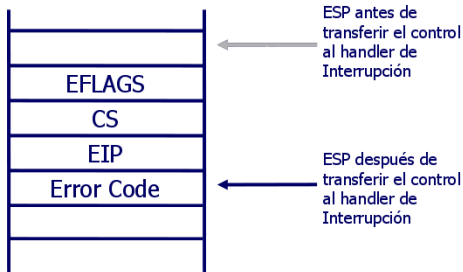 ESP antes de
transferir el control
al handler de
Interrupción
EFLAGS
CS
EIP
Error Code
ESP después de
transferir el control
al handler de
Interrupción